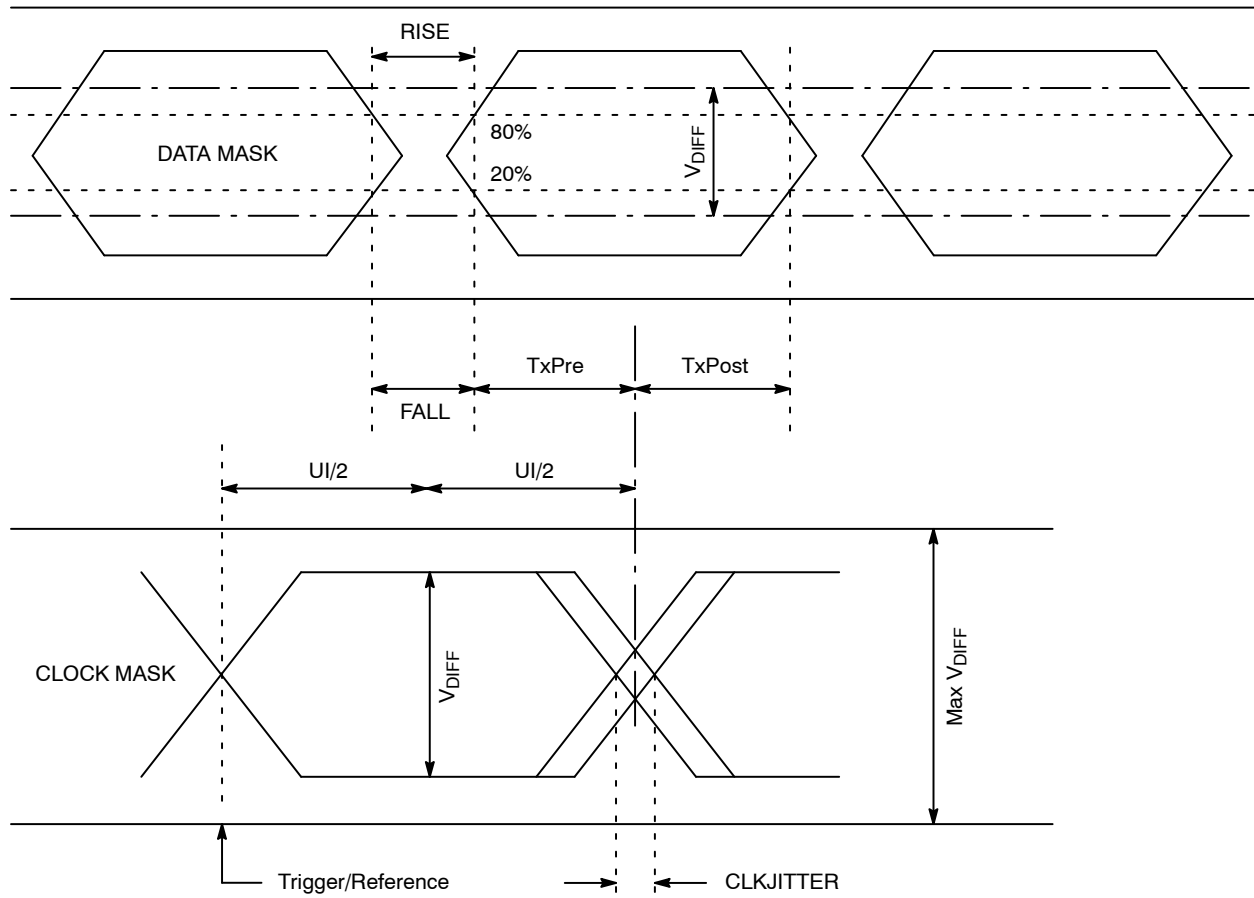 RISE
80%
DATA MASK
20%
VDIFF
TxPre
TxPost
FALL
UI/2
UI/2
CLOCK MASK
VDIFF
Max VDIFF
Trigger/Reference
CLKJITTER